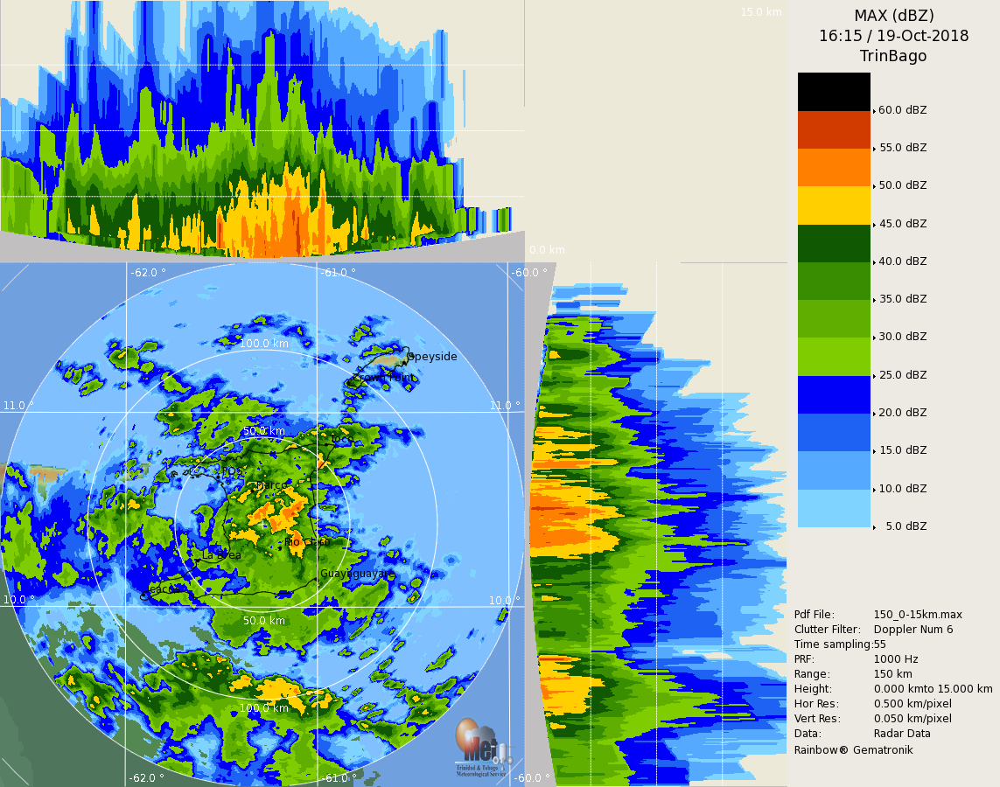 15.0 km
0.0 km
MAX (dBZ)
16:15 / 19-Oct-2018
TrinBago
60.0 dBZ
55.0 dBZ
50.0 dBZ
45.0 dBZ
40.0 dBZ
35.0 dBZ
30.0 dBZ
25.0 dBZ
20.0 dBZ
15.0 dBZ
10.0 dBZ
5.0 dBZ
-62.0 °
-61.0 °
-60.0 °
100.0 km
Speyside
Crown Point
11.0 °
11.0 °
50.0 km
Toco
POS
Piarco
Rio Claro
La Brea
Guayaguayare
Icacos
10.0 °
10.0 °
50.0 km
100.0 km
-62.0 °
-61.0 °
-60.0 °
Met
Trinidad & Tobago
Meteorological Service
Pdf File: 150_0-15km.max
Clutter Filter: Doppler Num 6
Time sampling:55
PRF: 1000 Hz
Range: 150 km
Height: 0.000 kmto 15.000 km
Hor Res: 0.500 km/pixel
Vert Res: 0.050 km/pixel
Data: Radar Data
Rainbow® Gematronik